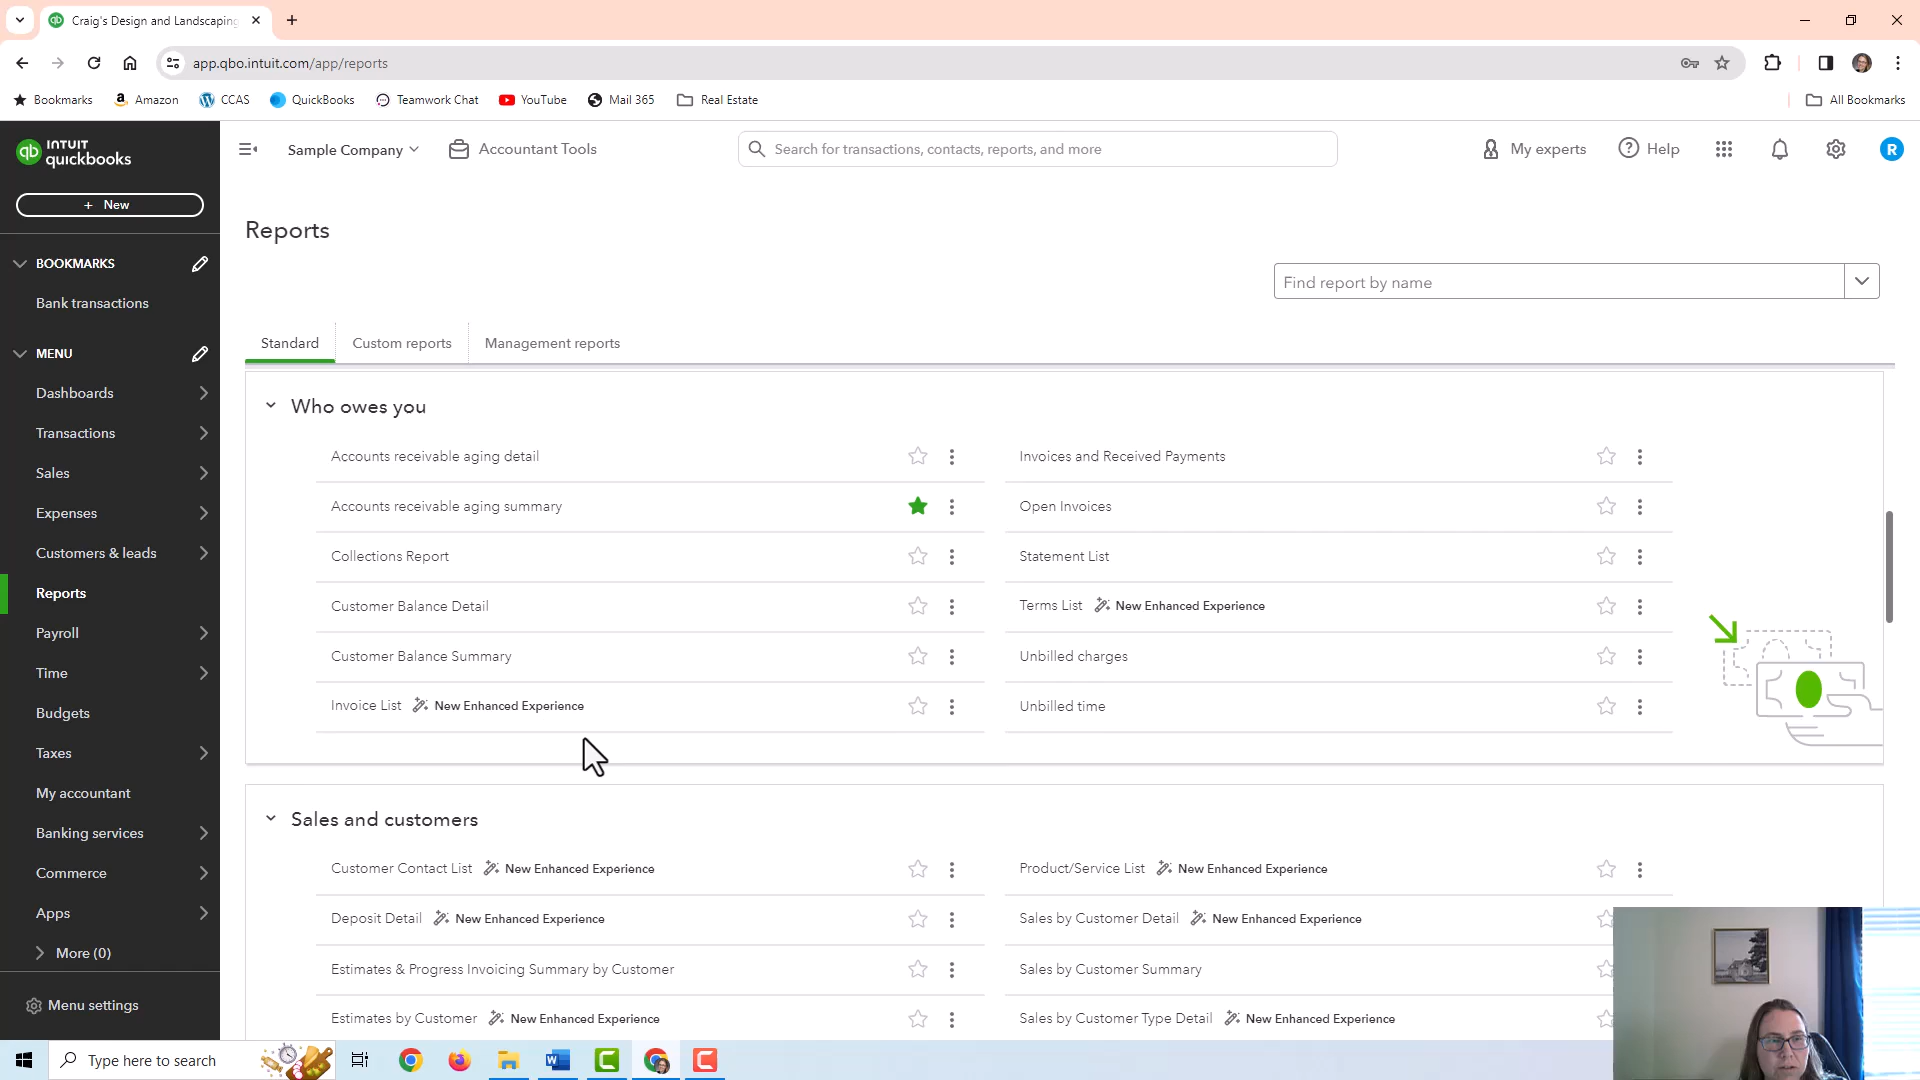 Craig's Design and Landscaping
app.qbo.intuit.com/app/reports
Bookmarks Amazon CCAS QuickBooks Teamwork Chat YouTube Mail 365 Real Estate All Bookmarks
INTUIT
quickbooks
Sample Company Accountant Tools Search for transactions, contacts, reports, and more My experts Help R
+ New
BOOKMARKS
Bank transactions
MENU
Dashboards
Transactions
Sales
Expenses
Customers & leads
Reports
Payroll
Time
Budgets
Taxes
My accountant
Banking services
Commerce
Apps
More (0)
Menu settings
Reports
Find report by name
Standard Custom reports Management reports
Who owes you
Accounts receivable aging detail Invoices and Received Payments
Accounts receivable aging summary Open Invoices
Collections Report Statement List
Customer Balance Detail Terms List New Enhanced Experience
Customer Balance Summary Unbilled charges
Invoice List New Enhanced Experience Unbilled time
Sales and customers
Customer Contact List New Enhanced Experience Product/Service List New Enhanced Experience
Deposit Detail New Enhanced Experience Sales by Customer Detail New Enhanced Experience
Estimates & Progress Invoicing Summary by Customer Sales by Customer Summary
Estimates by Customer New Enhanced Experience Sales by Customer Type Detail New Enhanced Experience
Type here to search